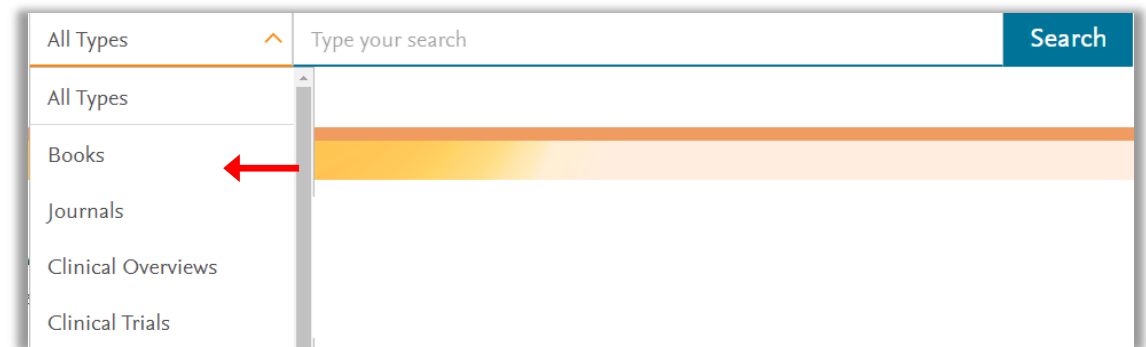 All Types
Type your search
Search
All Types
Books
Journals
Clinical Overviews
Clinical Trials